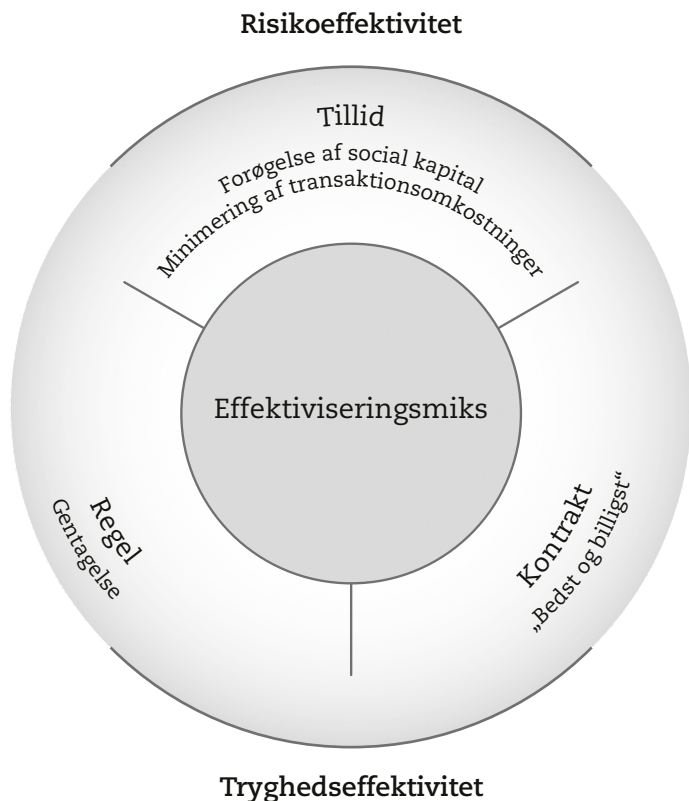 Risikoeffektivitet
Tillid
Forøgelse af social kapital
Minimering af transaktionsomkostninger
Effektiviseringsmiks
Regel
Gentagelse
Kontrakt
„Bedst og billigst“
Tryghedseffektivitet